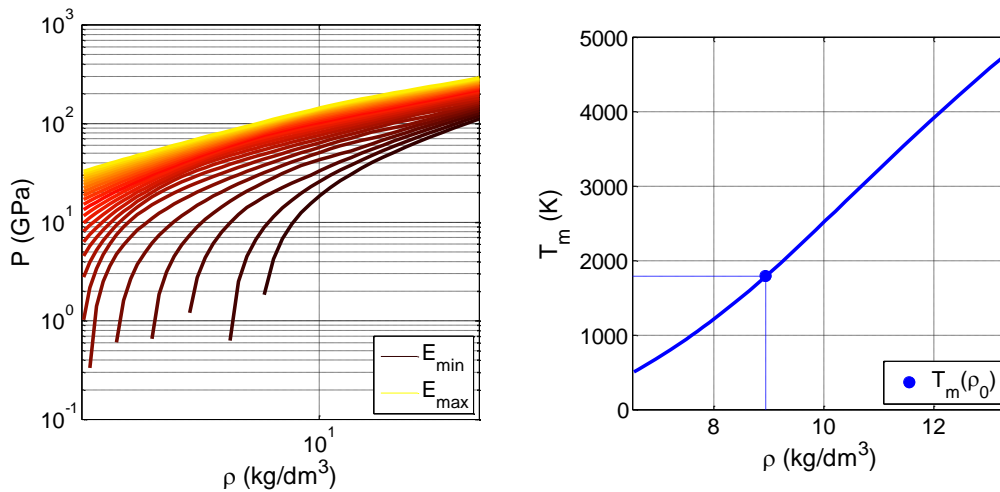 10^3
10^2
10^1
10^0
10^-1
P (GPa)
E_min
E_max
10^1
ρ (kg/dm^3)
5000
4000
3000
2000
1000
0
T_m (K)
T_m(ρ_0)
8
10
12
ρ (kg/dm^3)